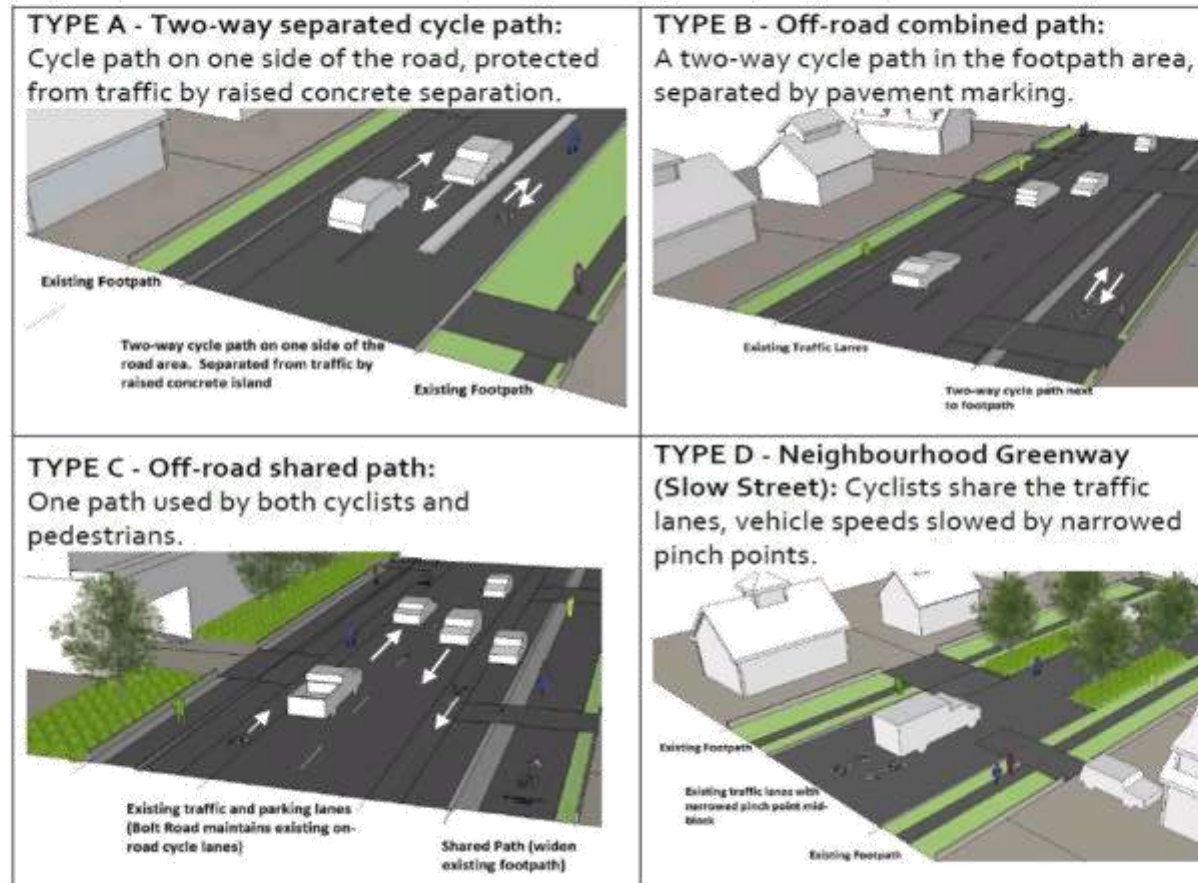 TYPE A - Two-way separated cycle path:
Cycle path on one side of the road, protected
from traffic by raised concrete separation.
Existing Footpath
Two-way cycle path on one side of the
road area. Separated from traffic by
raised concrete island
Existing Footpath
TYPE B - Off-road combined path:
A two-way cycle path in the footpath area,
separated by pavement marking.
Existing Traffic Lanes
Two-way cycle path next
to footpath
TYPE C - Off-road shared path:
One path used by both cyclists and
pedestrians.
Existing traffic and parking lanes
(Bolt Road maintains existing on-
road cycle lanes)
Shared Path (widen
existing footpath)
TYPE D - Neighbourhood Greenway
(Slow Street): Cyclists share the traffic
lanes, vehicle speeds slowed by narrowed
pinch points.
Existing Footpath
Existing traffic lanes with
narrowed pinch point mid-
block
Existing Footpath